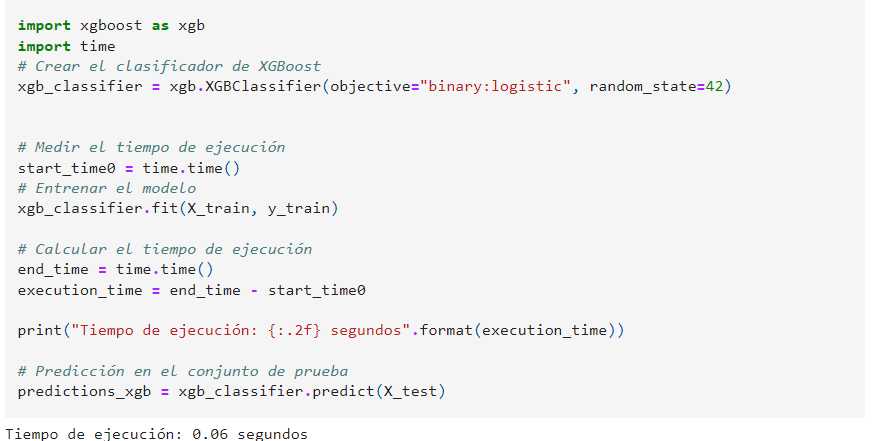 import xgboost as xgb
import time
# Crear el clasificador de XGBoost
xgb_classifier = xgb.XGBClassifier(objective="binary:logistic", random_state=42)
# Medir el tiempo de ejecución
start_time0 = time.time()
# Entrenar el modelo
xgb_classifier.fit(X_train, y_train)
# Calcular el tiempo de ejecución
end_time = time.time()
execution_time = end_time - start_time0
print("Tiempo de ejecución: {:.2f} segundos".format(execution_time))
# Predicción en el conjunto de prueba
predictions_xgb = xgb_classifier.predict(X_test)
Tiempo de ejecución: 0.06 segundos